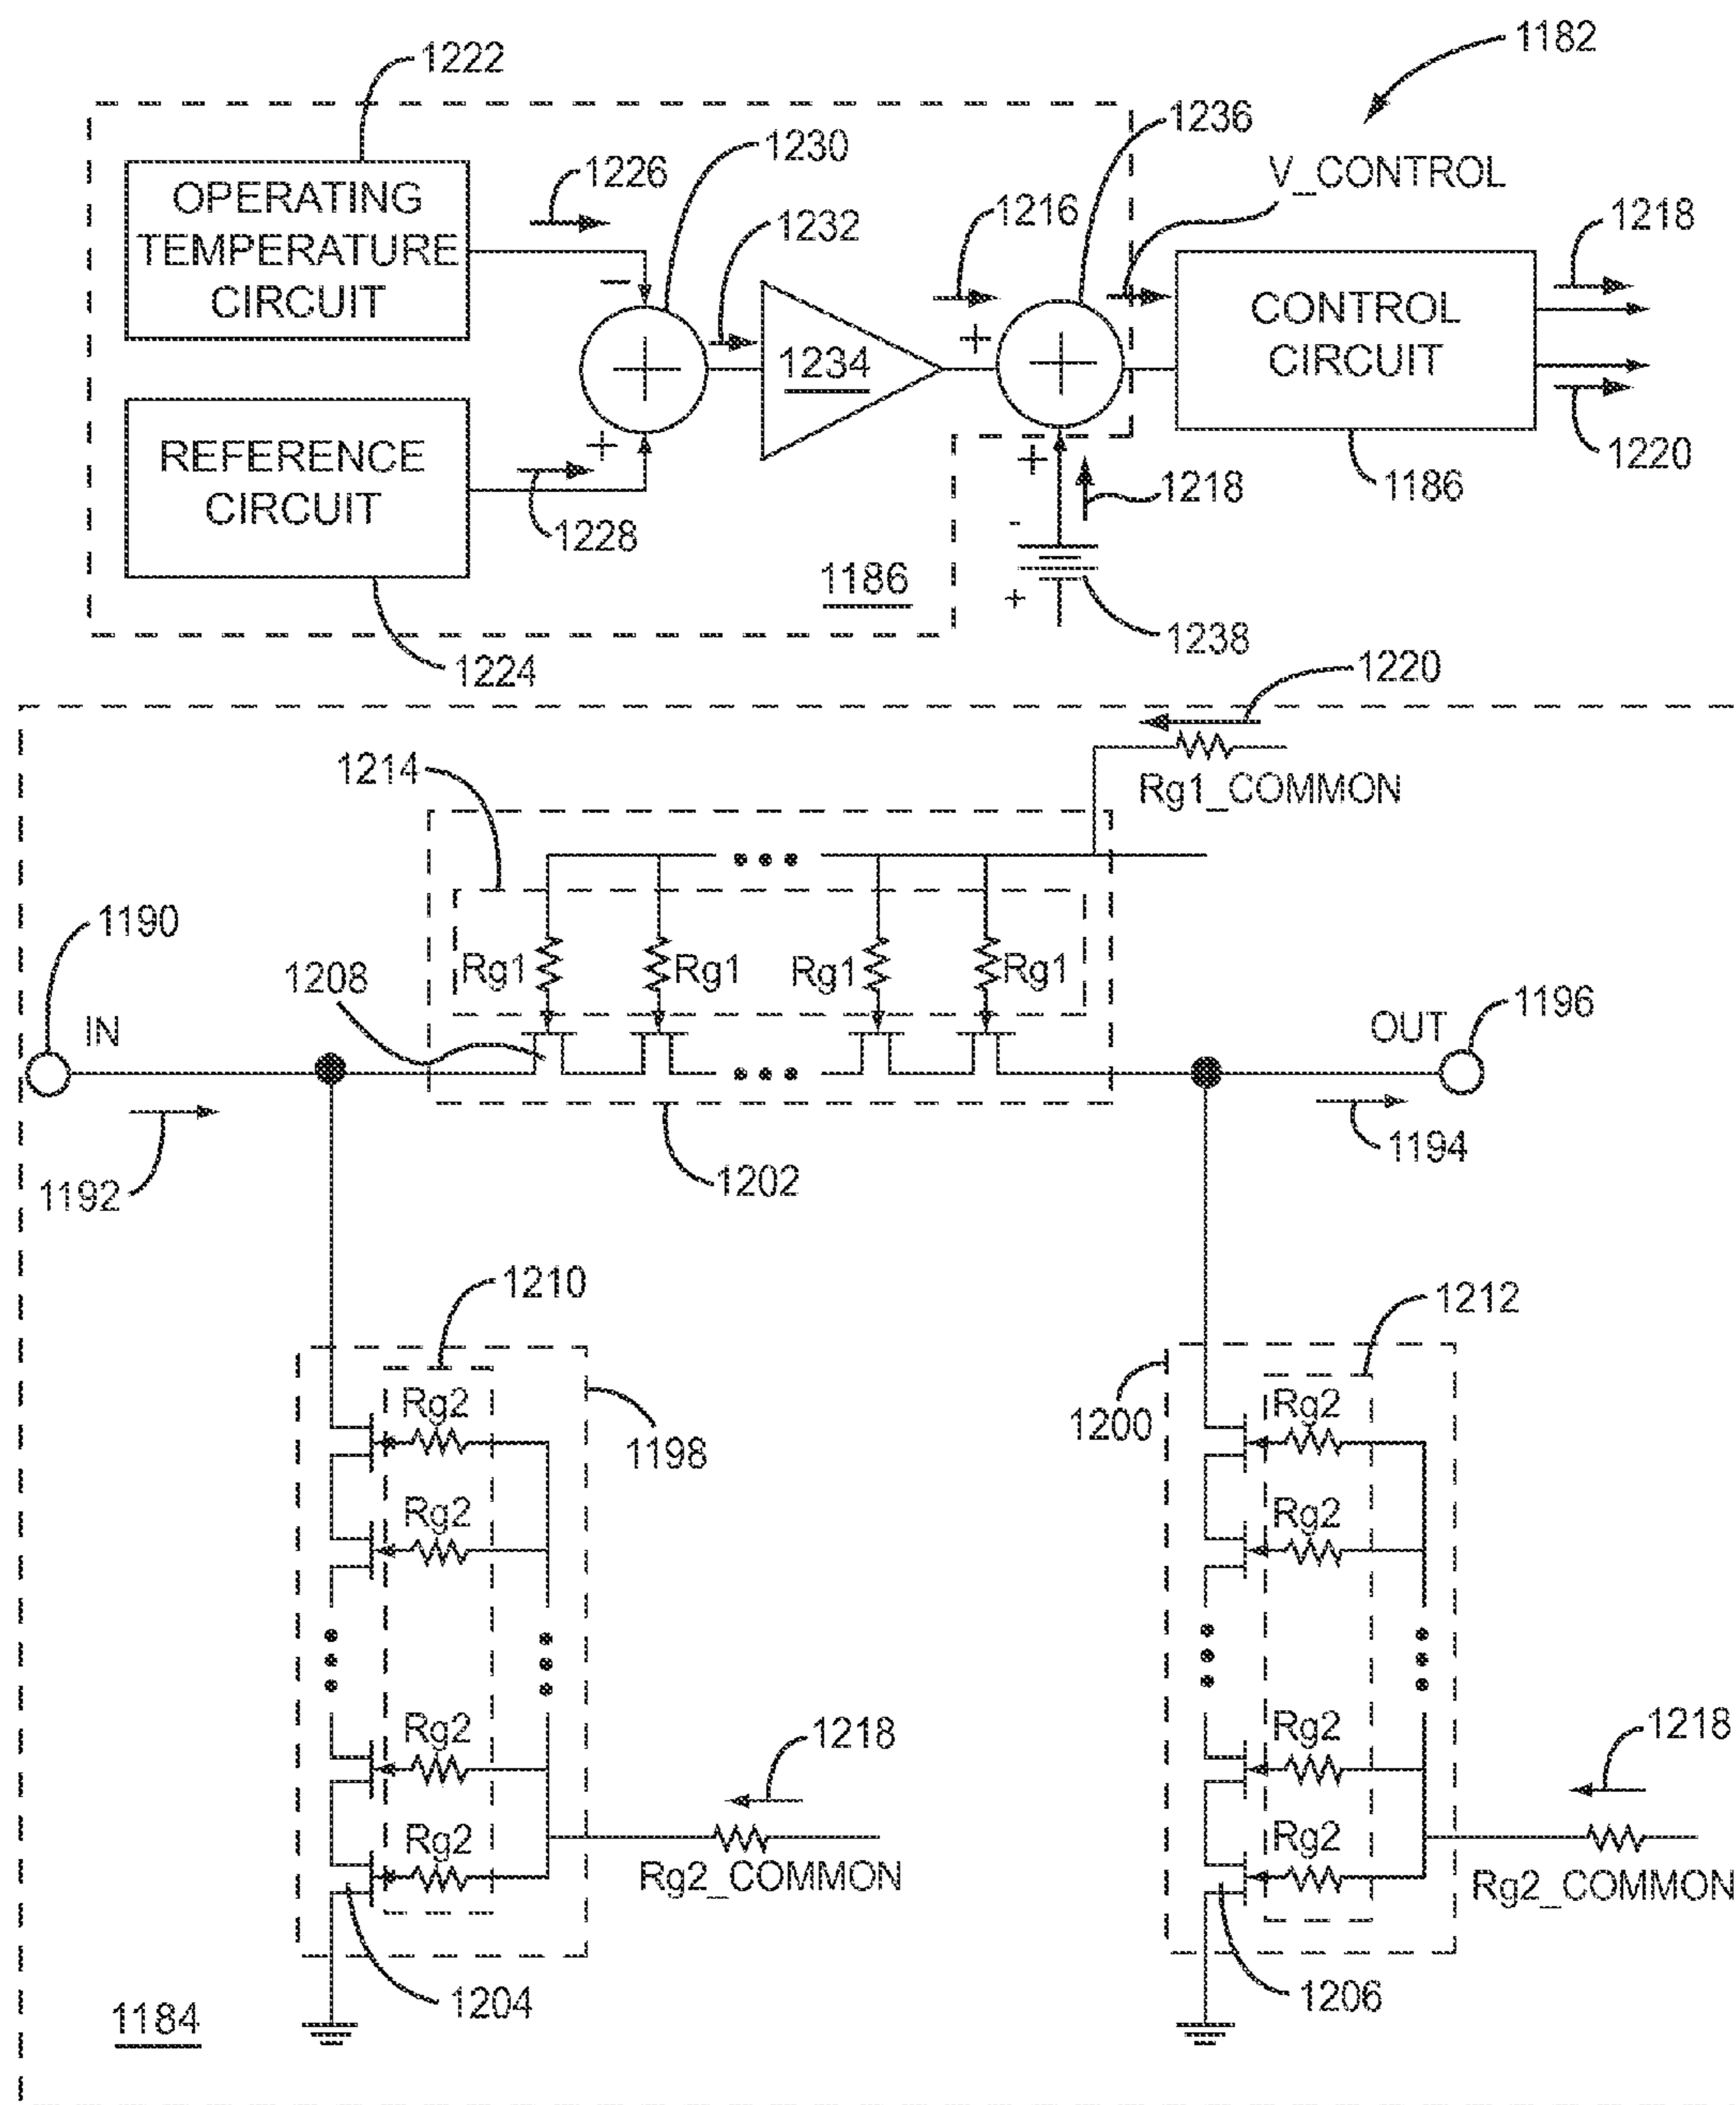 1182
1222
1230
1236
V_CONTROL
OPERATING
TEMPERATURE
CIRCUIT
1226
1232
1216
1218
-
+
+
+
1234
CONTROL
CIRCUIT
+
REFERENCE
CIRCUIT
+
+
1228
1218
1186
1220
-
+
1186
1238
1224
1220
1214
Rg1_COMMON
1190
1208
Rg1
Rg1
Rg1
Rg1
1196
IN
OUT
1192
1202
1194
1210
1212
Rg2
1198
1200
Rg2
Rg2
Rg2
Rg2
Rg2
1218
1218
Rg2
Rg2
Rg2_COMMON
Rg2_COMMON
1204
1206
1184